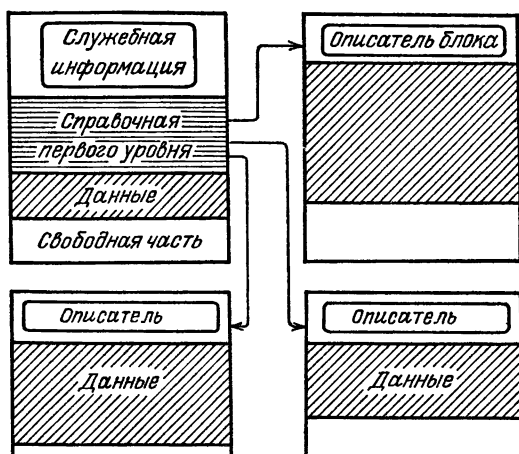 Служебная
информация
Справочная
первого уровня
Данные
Свободная часть
Описатель блока
Описатель
Данные
Описатель
Данные